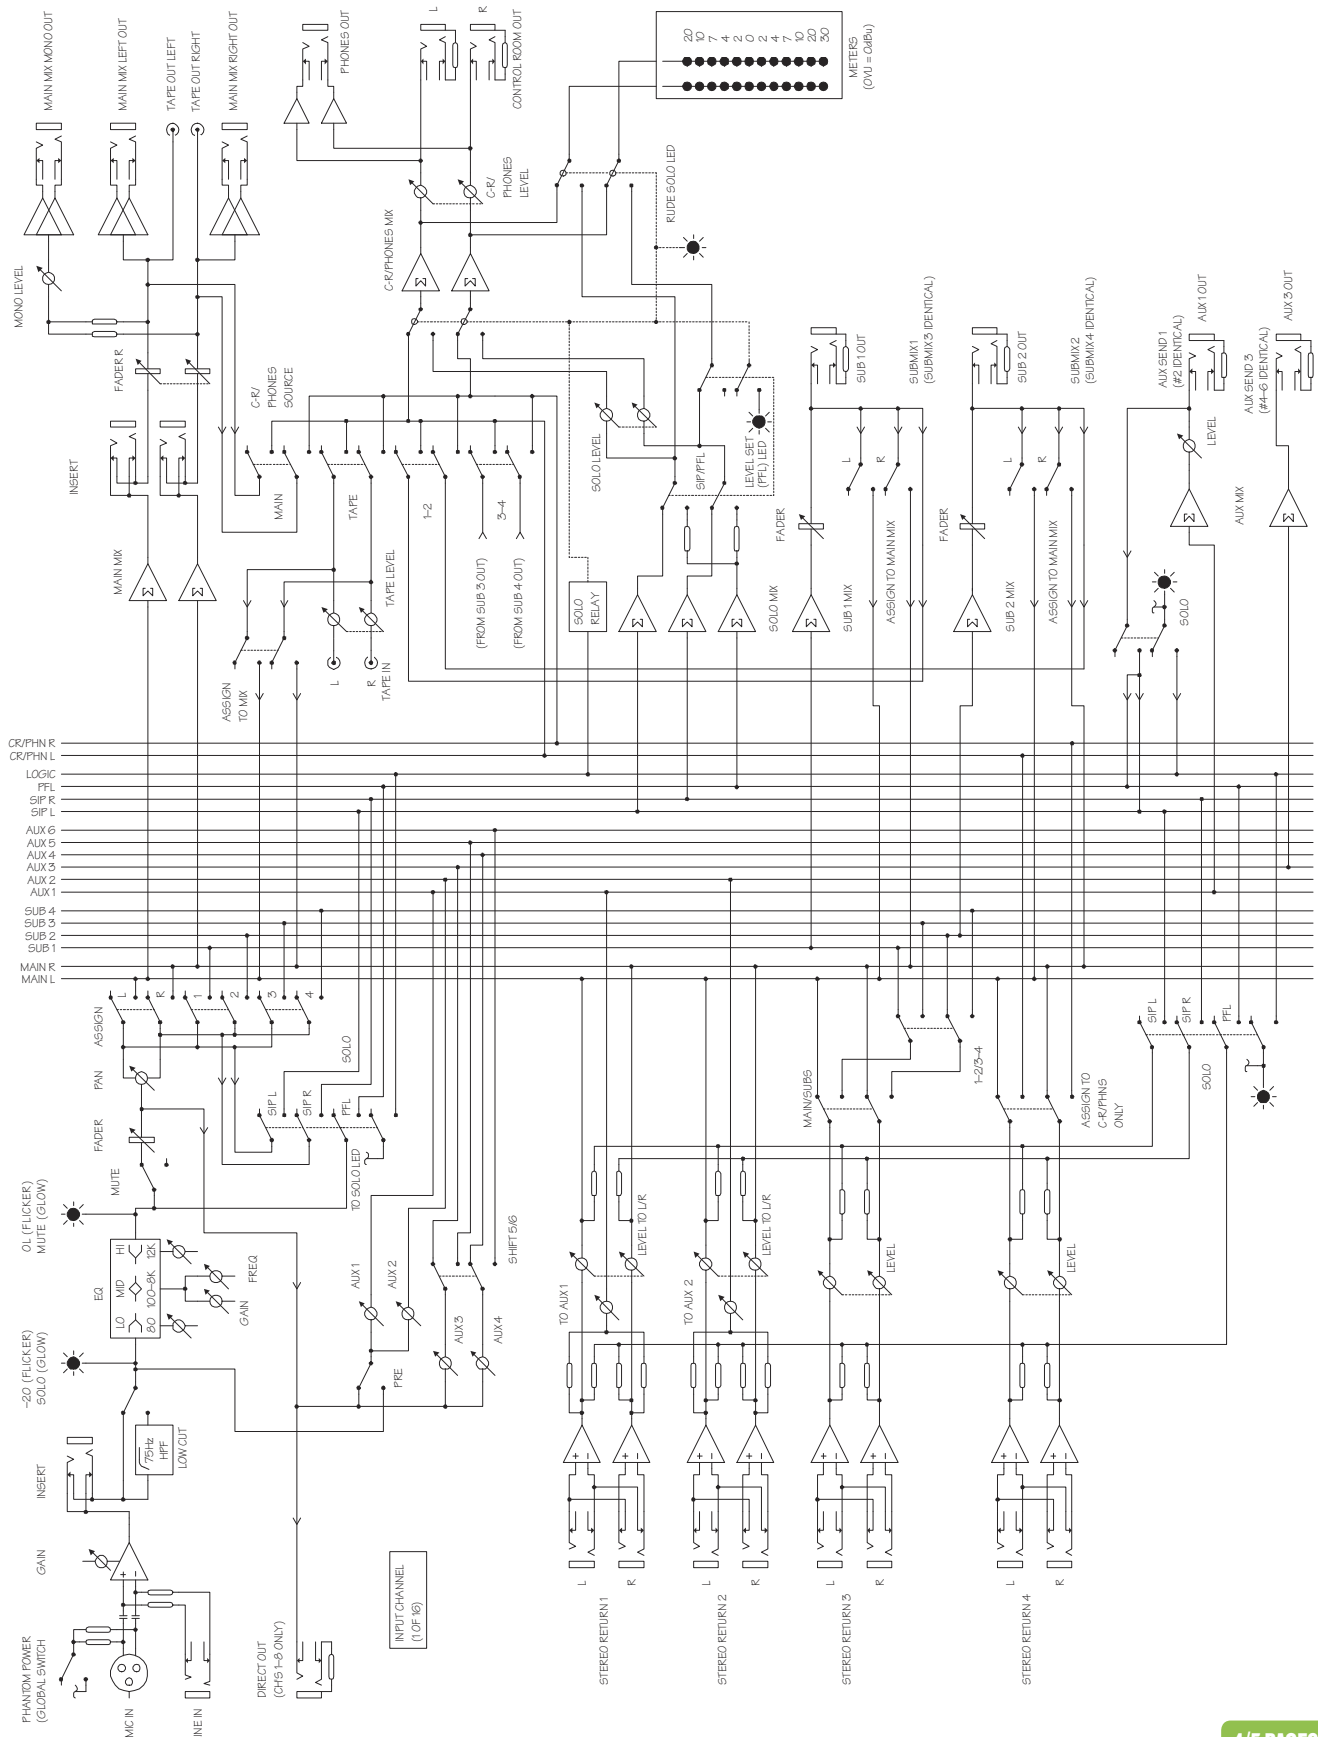 MAIN MIX MONO OUT
MAIN MIX LEFT OUT
TAPE OUT LEFT
TAPE OUT RIGHT
MAIN MIX RIGHT OUT
PHONES OUT
L
R
CONTROL ROOM OUT
20
10
7
4
2
0
2
4
7
10
20
30
METERS
(0VU = 0dBu)
MONO LEVEL
C-R/PHONES MIX
C-R/
PHONES
LEVEL
RUDE SOLO LED
FADER R
C-R/
PHONES
SOURCE
INSERT
MAIN
TAPE
1–2
3–4
SOLO LEVEL
SIP/PFL
LEVEL SET
(PFL) LED
SUB 1 OUT
SUBMIX 1
(SUBMIX 3 IDENTICAL)
SUB 2 OUT
SUBMIX 2
(SUBMIX 4 IDENTICAL)
AUX SEND 1
(#2 IDENTICAL)
AUX 1 OUT
AUX SEND 3
(#4–6 IDENTICAL)
AUX 3 OUT
LEVEL
MAIN MIX
Σ
Σ
Σ
Σ
TAPE LEVEL
(FROM SUB 3 OUT)
(FROM SUB 4 OUT)
SOLO
RELAY
Σ
Σ
Σ
SOLO MIX
FADER
L
R
Σ
SUB 1 MIX
ASSIGN TO MAIN MIX
FADER
L
R
Σ
SUB 2 MIX
ASSIGN TO MAIN MIX
Σ
AUX MIX
Σ
SOLO
ASSIGN
TO MIX
L
R
TAPE IN
CR/PHN R
CR/PHN L
LOGIC
PFL
SIP R
SIP L
AUX 6
AUX 5
AUX 4
AUX 3
AUX 2
AUX 1
SUB 4
SUB 3
SUB 2
SUB 1
MAIN R
MAIN L
ASSIGN
L
R
1
2
3
4
PAN
FADER
MUTE
SOLO
SIP L
SIP R
PFL
TO SOLO LED
OL (FLICKER)
MUTE (GLOW)
EQ
LO
MID
HI
80
100–8K
12K
FREQ
GAIN
-20 (FLICKER)
SOLO (GLOW)
AUX 1
AUX 2
PRE
AUX 3
AUX 4
SHIFT 5/6
INSERT
75Hz
HPF
LOW CUT
GAIN
+
–
PHANTOM POWER
(GLOBAL SWITCH)
MIC IN
INE IN
DIRECT OUT
(CH'S 1–8 ONLY)
INPUT CHANNEL
(1 OF 16)
TO AUX 1
LEVEL TO L/R
TO AUX 2
LEVEL TO L/R
LEVEL
LEVEL
MAIN/SUBS
1–2/3–4
ASSIGN TO
C-R/PHNS
ONLY
SIP L
SIP R
PFL
SOLO
+
–
+
–
+
–
+
–
L
R
STEREO RETURN 1
L
R
STEREO RETURN 2
L
R
STEREO RETURN 3
L
R
STEREO RETURN 4